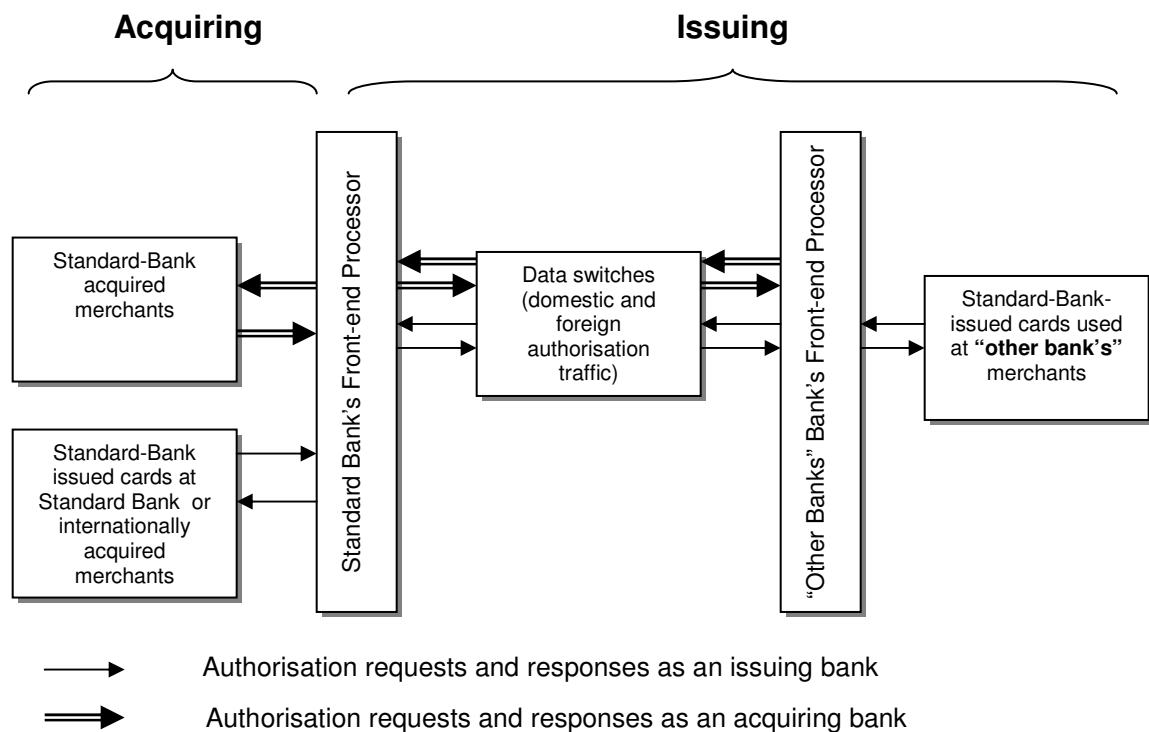 Acquiring
Issuing
Standard-Bank
acquired
merchants
Standard-Bank
issued cards at
Standard Bank or
internationally
acquired
merchants
Standard Bank's Front-end Processor
Data switches
(domestic and
foreign
authorisation
traffic)
"Other Banks" Bank's Front-end Processor
Standard-Bank-
issued cards used
at "other bank's"
merchants
Authorisation requests and responses as an issuing bank
Authorisation requests and responses as an acquiring bank